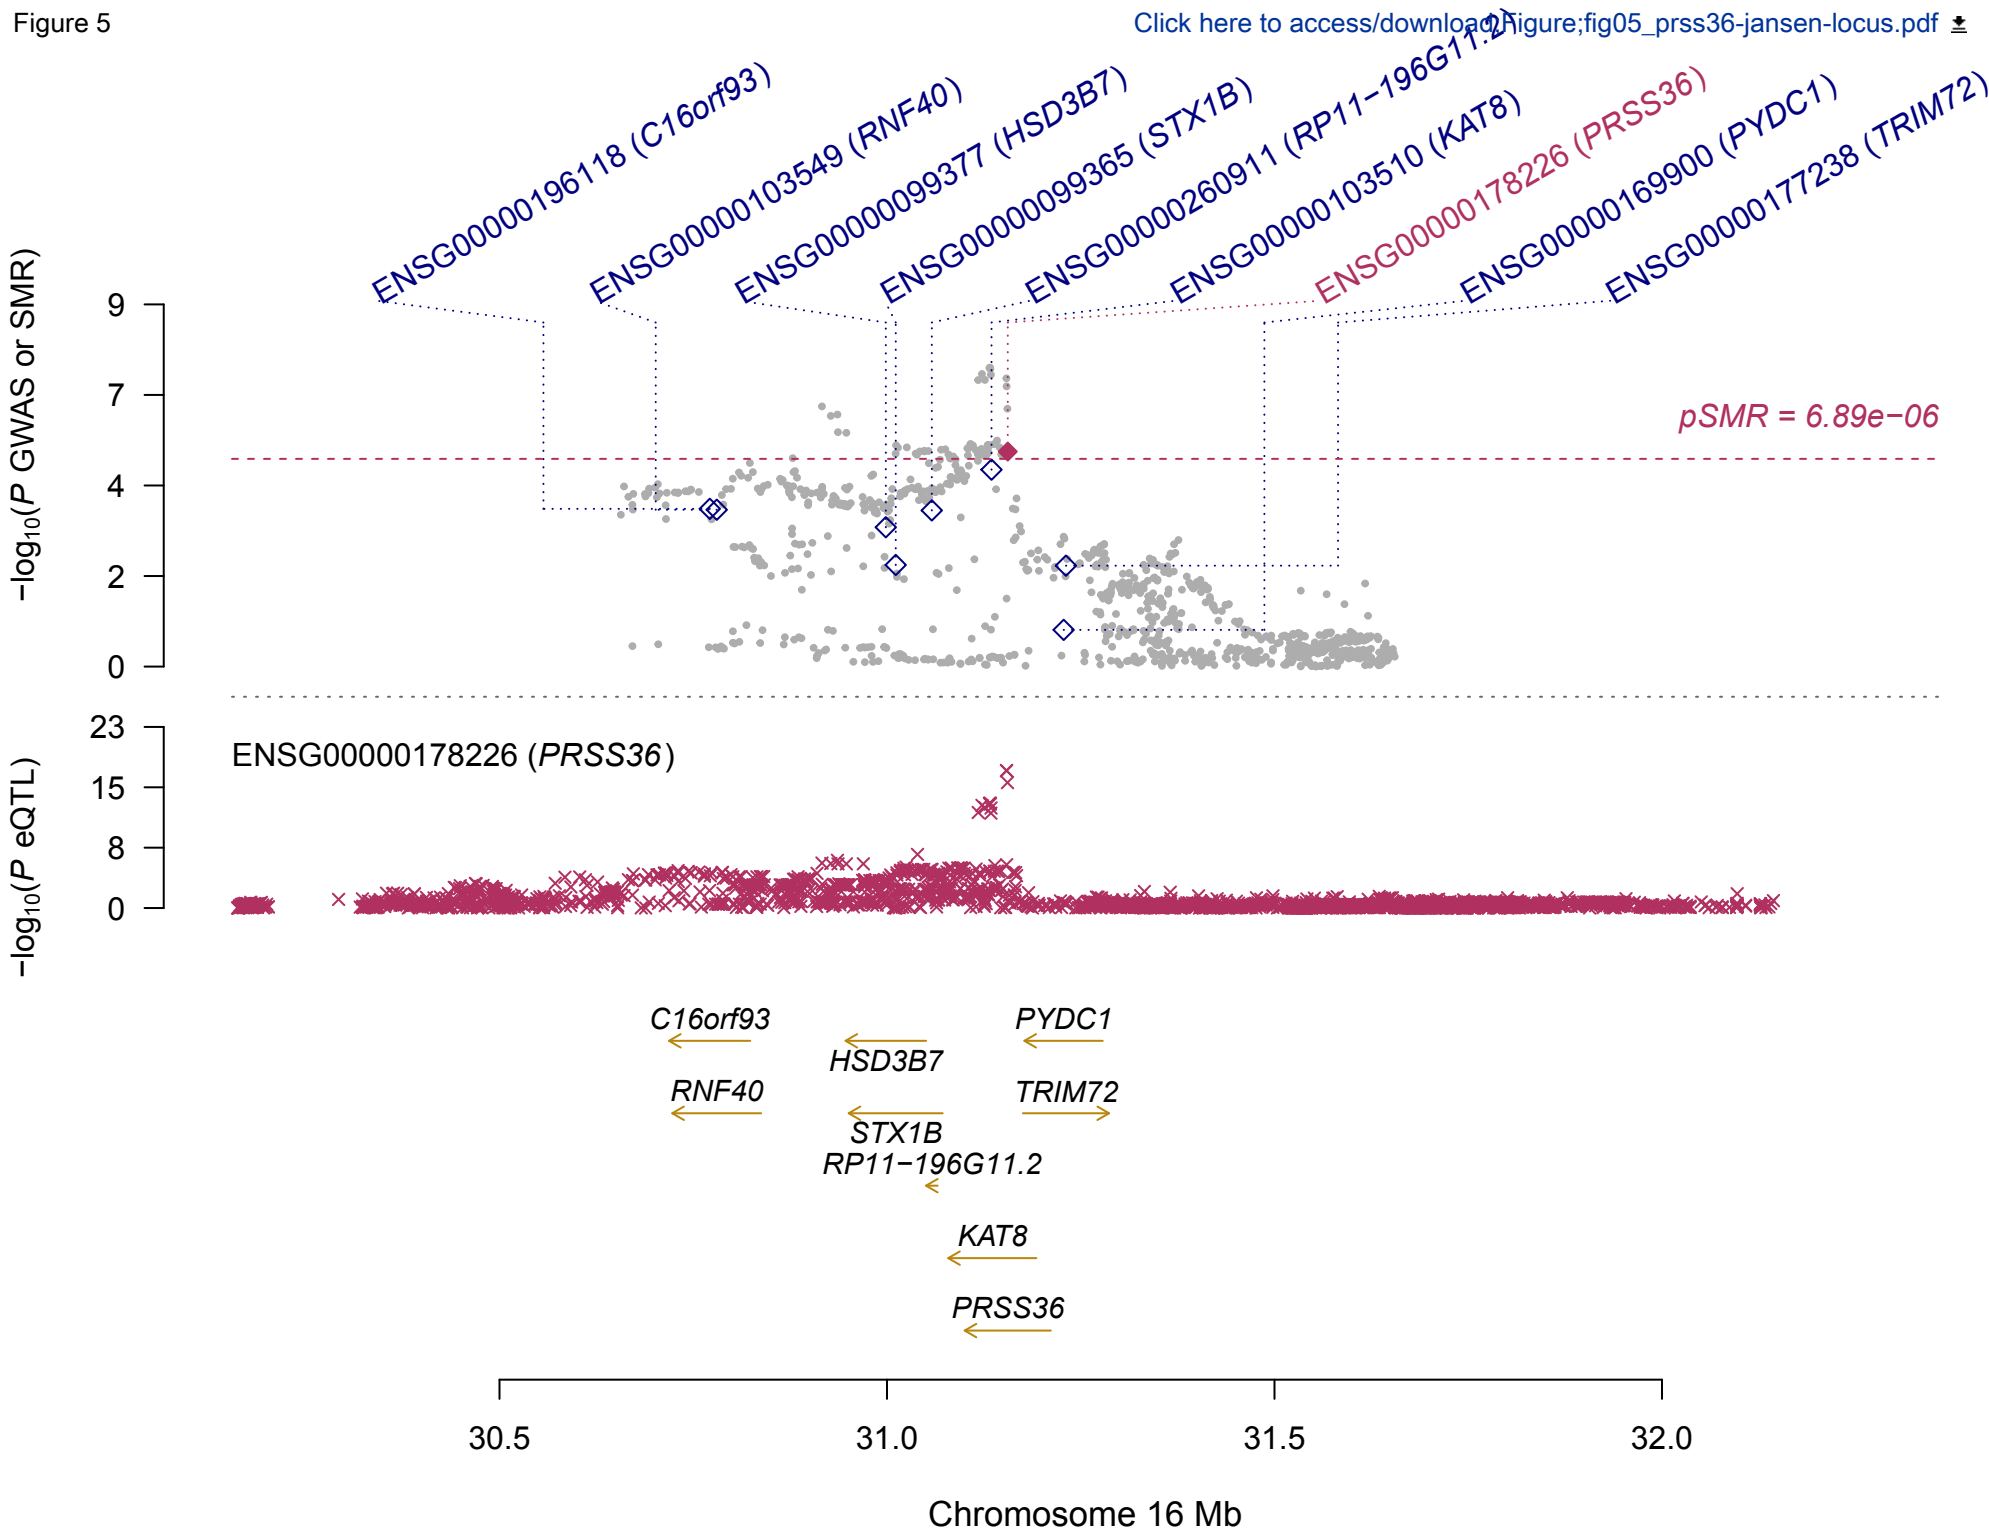 Figure 5
Click here to access/download;Figure;fig05_prss36-jansen-locus.pdf
ENSG00000196118 (C16orf93)
ENSG00000103549 (RNF40)
ENSG00000099377 (HSD3B7)
ENSG00000099365 (STX1B)
ENSG00000260911 (RP11−196G11.2)
ENSG00000103510 (KAT8)
ENSG00000178226 (PRSS36)
ENSG00000169900 (PYDC1)
ENSG00000177238 (TRIM72)
−log10(P GWAS or SMR)
9
7
4
2
0
pSMR = 6.89e−06
−log10(P eQTL)
23
15
8
0
ENSG00000178226 (PRSS36)
C16orf93
PYDC1
HSD3B7
RNF40
TRIM72
STX1B
RP11−196G11.2
KAT8
PRSS36
30.5
31.0
31.5
32.0
Chromosome 16 Mb